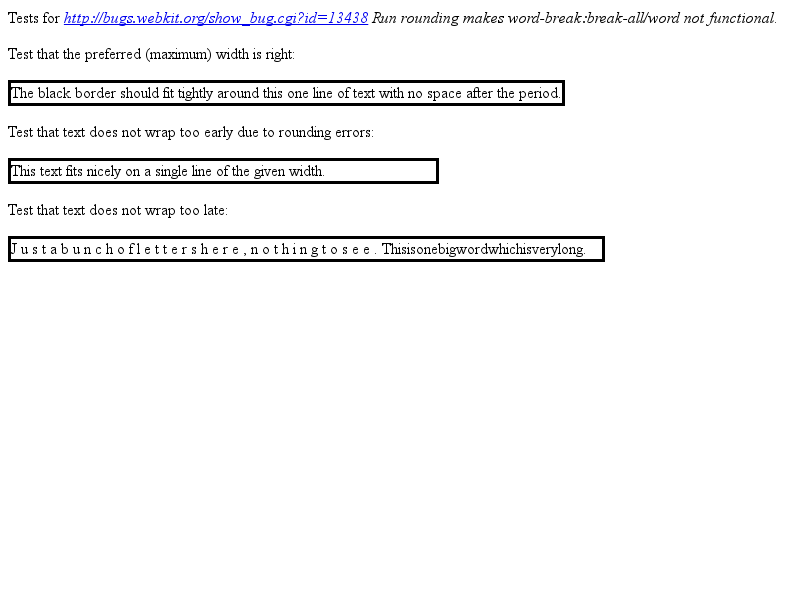 Tests for http://bugs.webkit.org/show_bug.cgi?id=13438 Run rounding makes word-break:break-all/word not functional.
Test that the preferred (maximum) width is right:
The black border should fit tightly around this one line of text with no space after the period.
Test that text does not wrap too early due to rounding errors:
This text fits nicely on a single line of the given width.
Test that text does not wrap too late:
J u s t a b u n c h o f l e t t e r s h e r e , n o t h i n g t o s e e . Thisisonebigwordwhichisverylong.